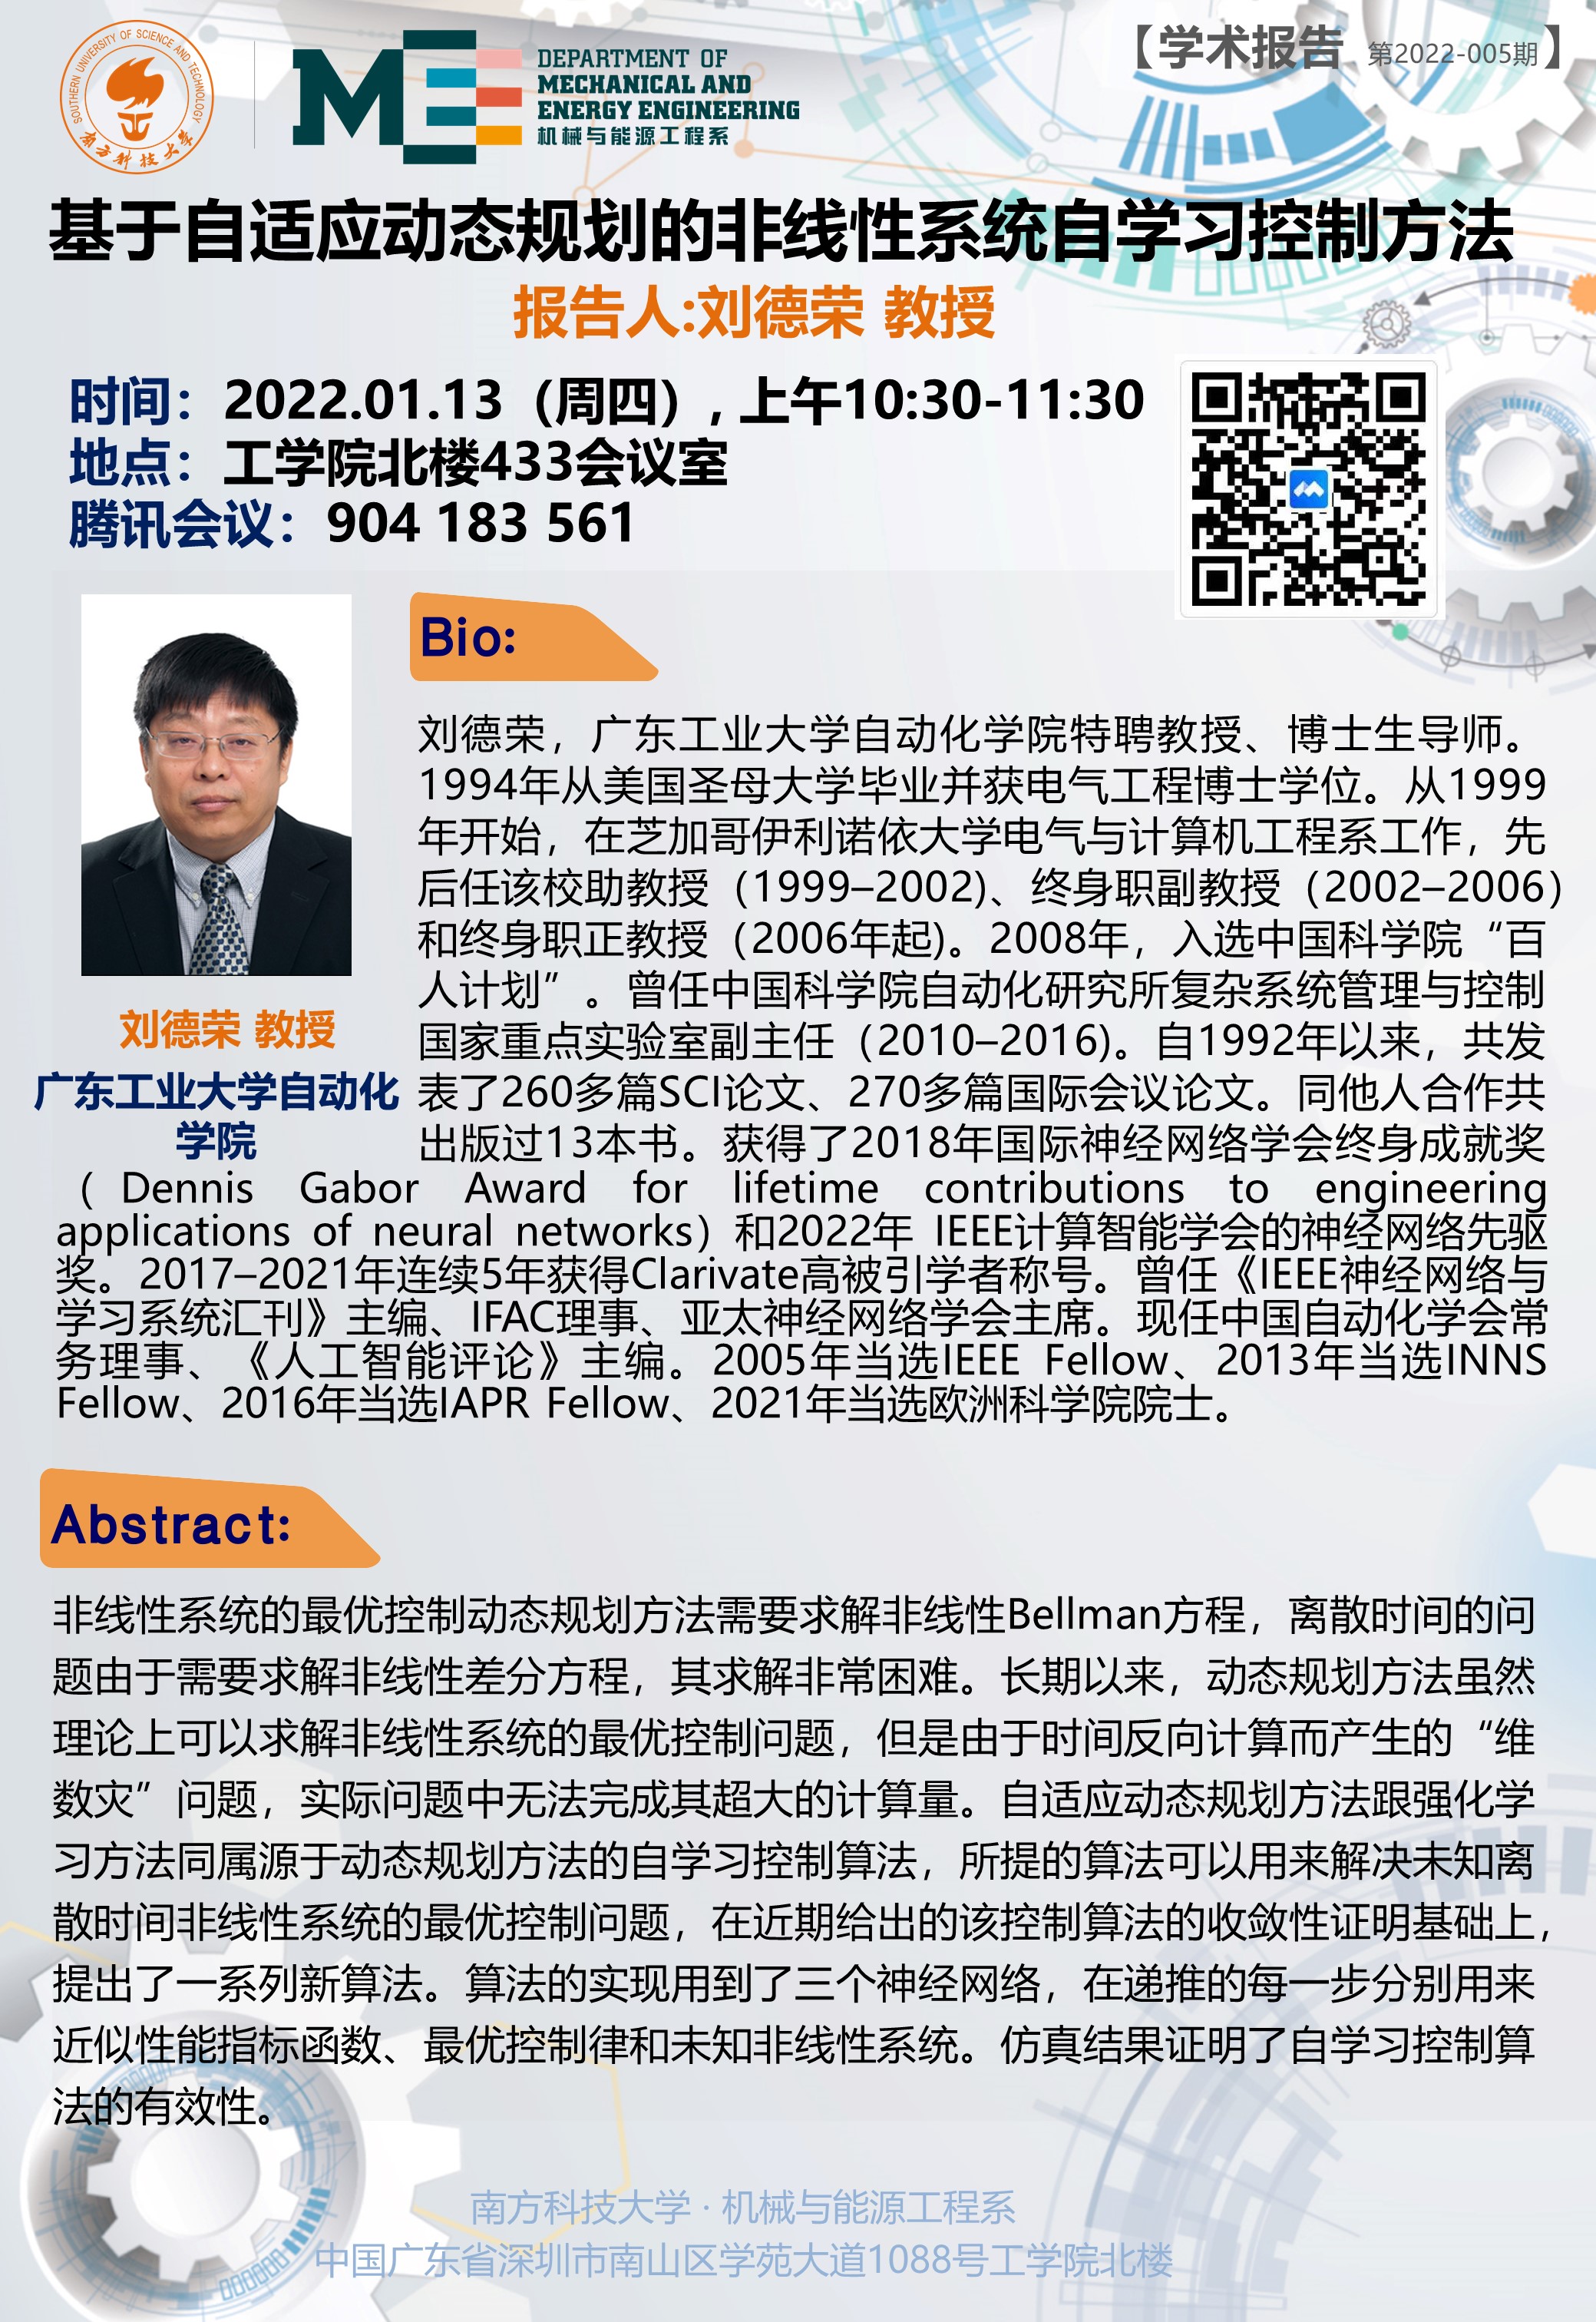 SOUTHERN UNIVERSITY OF SCIENCE AND TECHNOLOGY
南方科技大学
ME
DEPARTMENT OF
MECHANICAL AND
ENERGY ENGINEERING
机械与能源工程系
【学术报告 第2022-005期】
基于自适应动态规划的非线性系统自学习控制方法
报告人:刘德荣 教授
时间：2022.01.13（周四）, 上午10:30-11:30
地点：工学院北楼433会议室
腾讯会议：904 183 561
刘德荣 教授
广东工业大学自动化
学院
Bio:
刘德荣，广东工业大学自动化学院特聘教授、博士生导师。
1994年从美国圣母大学毕业并获电气工程博士学位。从1999
年开始，在芝加哥伊利诺依大学电气与计算机工程系工作，先
后任该校助教授（1999–2002)、终身职副教授（2002–2006）
和终身职正教授（2006年起)。2008年，入选中国科学院“百
人计划”。曾任中国科学院自动化研究所复杂系统管理与控制
国家重点实验室副主任（2010–2016)。自1992年以来，共发
表了260多篇SCI论文、270多篇国际会议论文。同他人合作共
出版过13本书。获得了2018年国际神经网络学会终身成就奖
（Dennis Gabor Award for lifetime contributions to engineering
applications of neural networks）和2022年 IEEE计算智能学会的神经网络先驱
奖。2017–2021年连续5年获得Clarivate高被引学者称号。曾任《IEEE神经网络与
学习系统汇刊》主编、IFAC理事、亚太神经网络学会主席。现任中国自动化学会常
务理事、《人工智能评论》主编。2005年当选IEEE Fellow、2013年当选INNS
Fellow、2016年当选IAPR Fellow、2021年当选欧洲科学院院士。
Abstract:
非线性系统的最优控制动态规划方法需要求解非线性Bellman方程，离散时间的问
题由于需要求解非线性差分方程，其求解非常困难。长期以来，动态规划方法虽然
理论上可以求解非线性系统的最优控制问题，但是由于时间反向计算而产生的“维
数灾”问题，实际问题中无法完成其超大的计算量。自适应动态规划方法跟强化学
习方法同属源于动态规划方法的自学习控制算法，所提的算法可以用来解决未知离
散时间非线性系统的最优控制问题，在近期给出的该控制算法的收敛性证明基础上，
提出了一系列新算法。算法的实现用到了三个神经网络，在递推的每一步分别用来
近似性能指标函数、最优控制律和未知非线性系统。仿真结果证明了自学习控制算
法的有效性。
南方科技大学 · 机械与能源工程系
中国广东省深圳市南山区学苑大道1088号工学院北楼